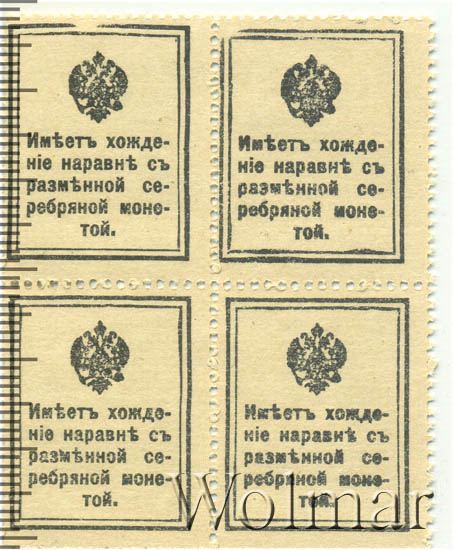 Имѣетъ хожде-
ніе наравнѣ съ
размѣнной се-
ребряной моне-
той.
Имѣетъ хожде-
ніе наравнѣ съ
размѣнной се-
ребряной моне-
той.
Имѣетъ хожде-
ніе наравнѣ съ
размѣнной се-
ребряной моне-
той.
Имѣетъ хожде-
ніе наравнѣ съ
размѣнной се-
ребряной моне-
той.
Wolmar